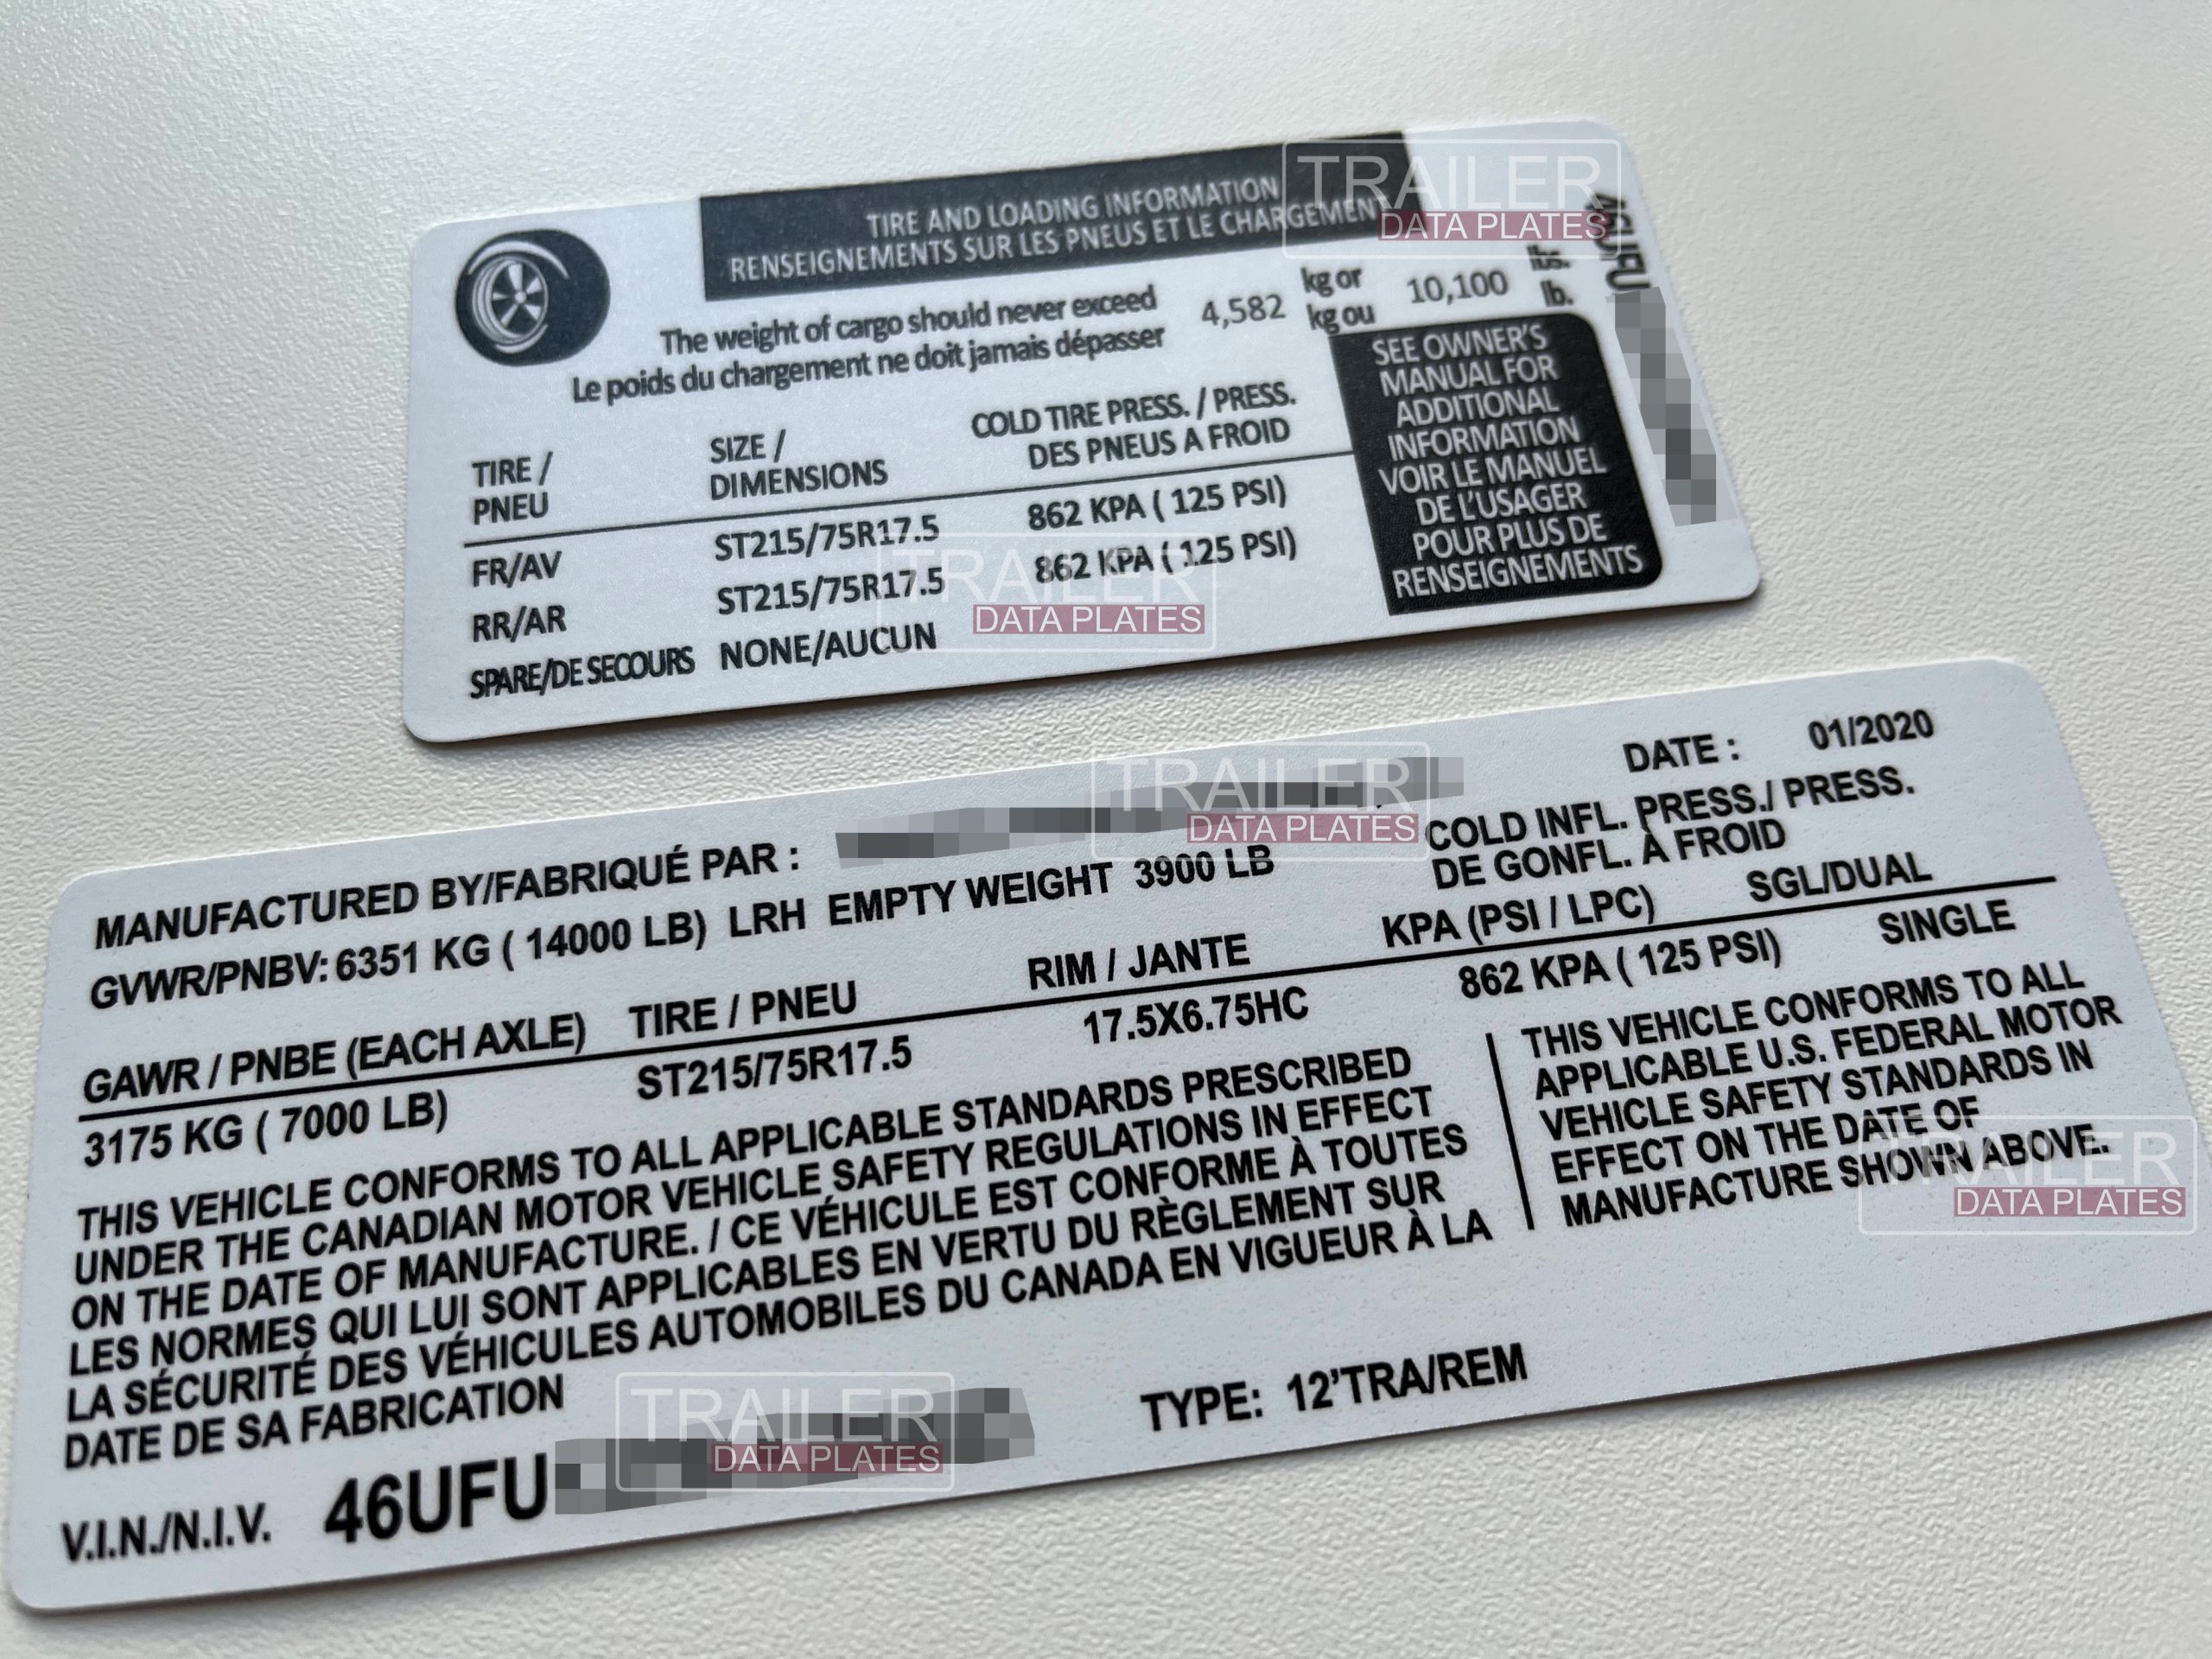 TIRE AND LOADING INFORMATION
RENSEIGNEMENTS SUR LES PNEUS ET LE CHARGEMENT
The weight of cargo should never exceed
Le poids du chargement ne doit jamais dépasser
4,582
kg or
kg ou
10,100
lbs.
lb.
TIRE /
PNEU
SIZE /
DIMENSIONS
COLD TIRE PRESS. / PRESS.
DES PNEUS A FROID
FR/AV ST215/75R17.5 862 KPA ( 125 PSI)
RR/AR ST215/75R17.5 862 KPA ( 125 PSI)
SPARE/DE SECOURS NONE/AUCUN
SEE OWNER'S
MANUAL FOR
ADDITIONAL
INFORMATION
VOIR LE MANUEL
DE L'USAGER
POUR PLUS DE
RENSEIGNEMENTS
46UFU
MANUFACTURED BY/FABRIQUÉ PAR :
DATE : 01/2020
GVWR/PNBV: 6351 KG ( 14000 LB) LRH EMPTY WEIGHT 3900 LB
COLD INFL. PRESS./ PRESS.
DE GONFL. À FROID
GAWR / PNBE (EACH AXLE) TIRE / PNEU RIM / JANTE KPA (PSI / LPC) SGL/DUAL
3175 KG ( 7000 LB) ST215/75R17.5 17.5X6.75HC 862 KPA ( 125 PSI) SINGLE
THIS VEHICLE CONFORMS TO ALL APPLICABLE STANDARDS PRESCRIBED
UNDER THE CANADIAN MOTOR VEHICLE SAFETY REGULATIONS IN EFFECT
ON THE DATE OF MANUFACTURE. / CE VÉHICULE EST CONFORME À TOUTES
LES NORMES QUI LUI SONT APPLICABLES EN VERTU DU RÈGLEMENT SUR
LA SÉCURITÉ DES VÉHICULES AUTOMOBILES DU CANADA EN VIGUEUR À LA
DATE DE SA FABRICATION
THIS VEHICLE CONFORMS TO ALL
APPLICABLE U.S. FEDERAL MOTOR
VEHICLE SAFETY STANDARDS IN
EFFECT ON THE DATE OF
MANUFACTURE SHOWN ABOVE.
V.I.N./N.I.V. 46UFU
TYPE: 12'TRA/REM
TRAILER
DATA PLATES
TRAILER
DATA PLATES
TRAILER
DATA PLATES
TRAILER
DATA PLATES
TRAILER
DATA PLATES